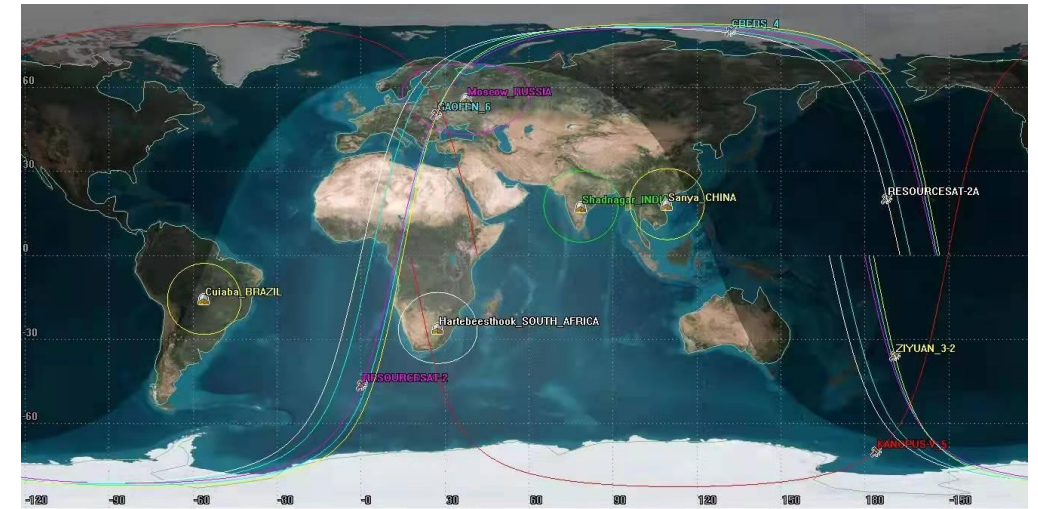 CBERS_4
60
Moscow_RUSSIA
GAOFEN_6
30
RESOURCESAT-2A
Shadnagar_INDI
Sanya_CHINA
0
Cuiaba_BRAZIL
Hartebeesthook_SOUTH_AFRICA
-30
ZIYUAN_3-2
RESOURCESAT-2
-60
KANOPUS-V-5
-120 -90 -60 -30 -0 30 60 90 120 150 180 -150